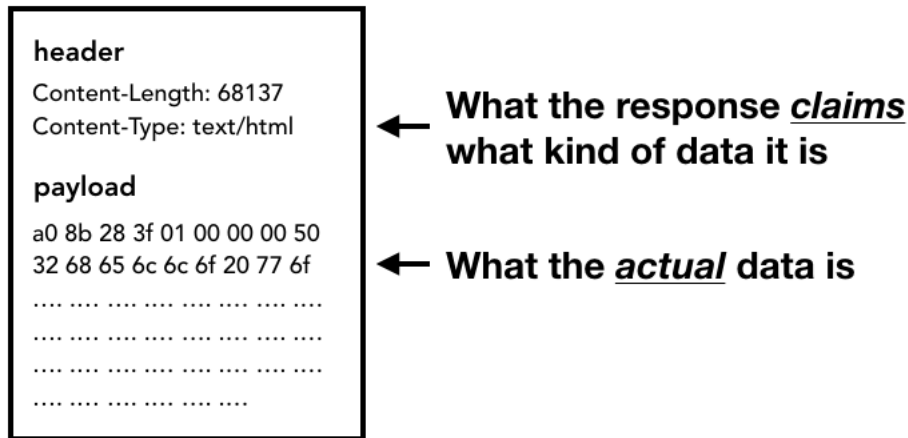 header
Content-Length: 68137
Content-Type: text/html
What the response claims
what kind of data it is
payload
a0 8b 28 3f 01 00 00 00 50
32 68 65 6c 6c 6f 20 77 6f
What the actual data is
.... .... .... .... .... .... .... ....
.... .... .... .... .... .... .... ....
.... .... .... .... .... .... .... ....
.... .... .... .... .... ....